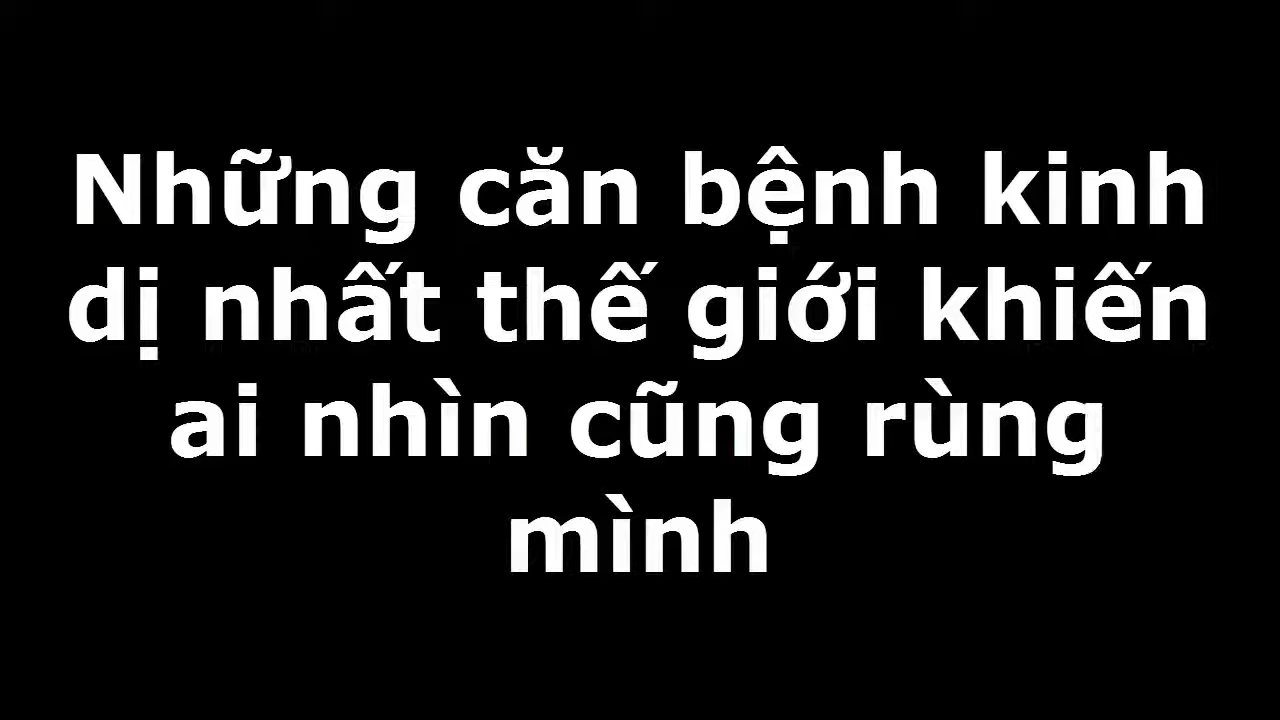 Những căn bệnh kinh
dị nhất thế giới khiến
ai nhìn cũng rùng
mình